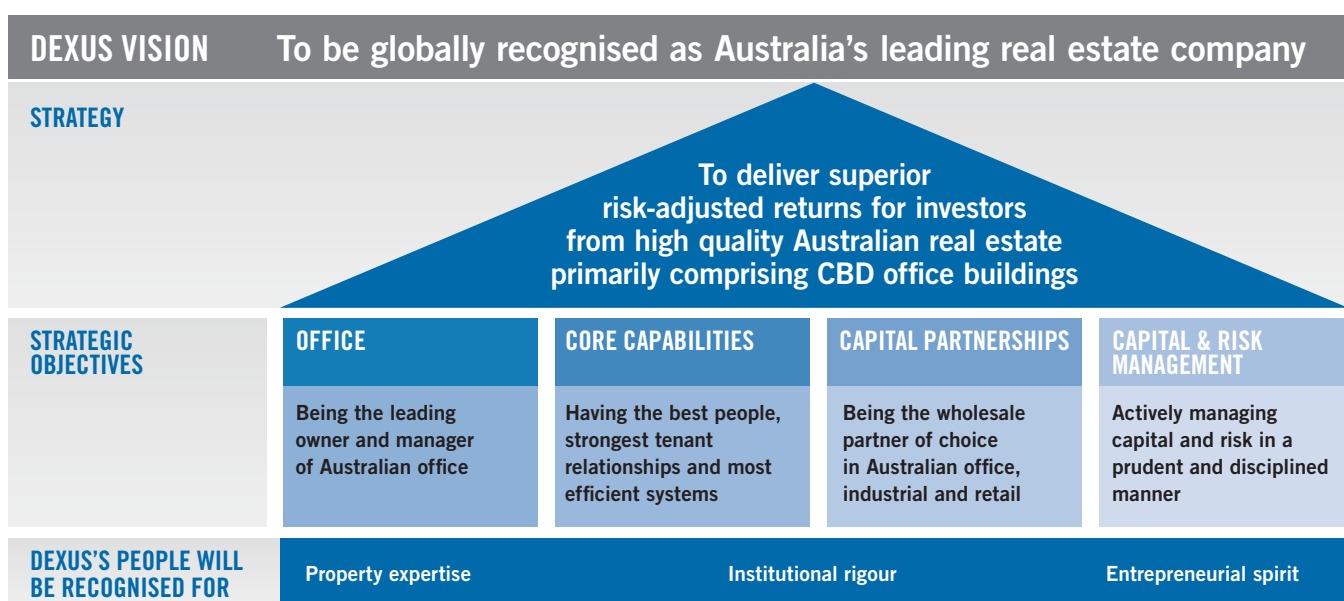 DEXUS VISION To be globally recognised as Australia’s leading real estate company
STRATEGY
To deliver superior
risk-adjusted returns for investors
from high quality Australian real estate
primarily comprising CBD office buildings
STRATEGIC
OBJECTIVES
OFFICE
Being the leading
owner and manager
of Australian office
CORE CAPABILITIES
Having the best people,
strongest tenant
relationships and most
efficient systems
CAPITAL PARTNERSHIPS
Being the wholesale
partner of choice
in Australian office,
industrial and retail
CAPITAL & RISK
MANAGEMENT
Actively managing
capital and risk in a
prudent and disciplined
manner
DEXUS’S PEOPLE WILL
BE RECOGNISED FOR
Property expertise
Institutional rigour
Entrepreneurial spirit